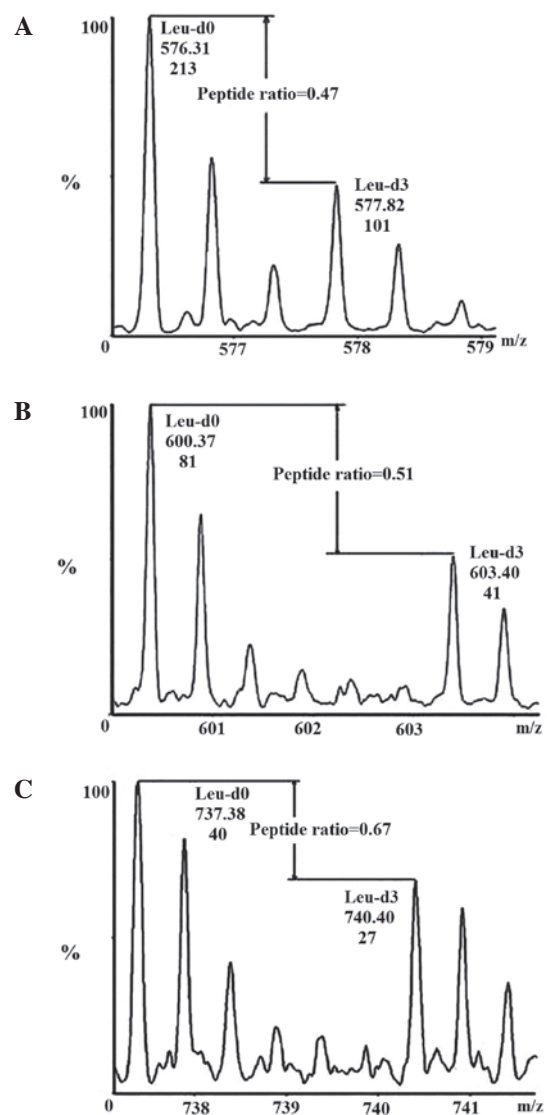 A
100
Leu-d0
576.31
213
Peptide ratio=0.47
%
Leu-d3
577.82
101
0
577
578
579
m/z
B
100
Leu-d0
600.37
81
Peptide ratio=0.51
%
Leu-d3
603.40
41
0
601
602
603
m/z
C
100
Leu-d0
737.38
40
Peptide ratio=0.67
%
Leu-d3
740.40
27
0
738
739
740
741
m/z